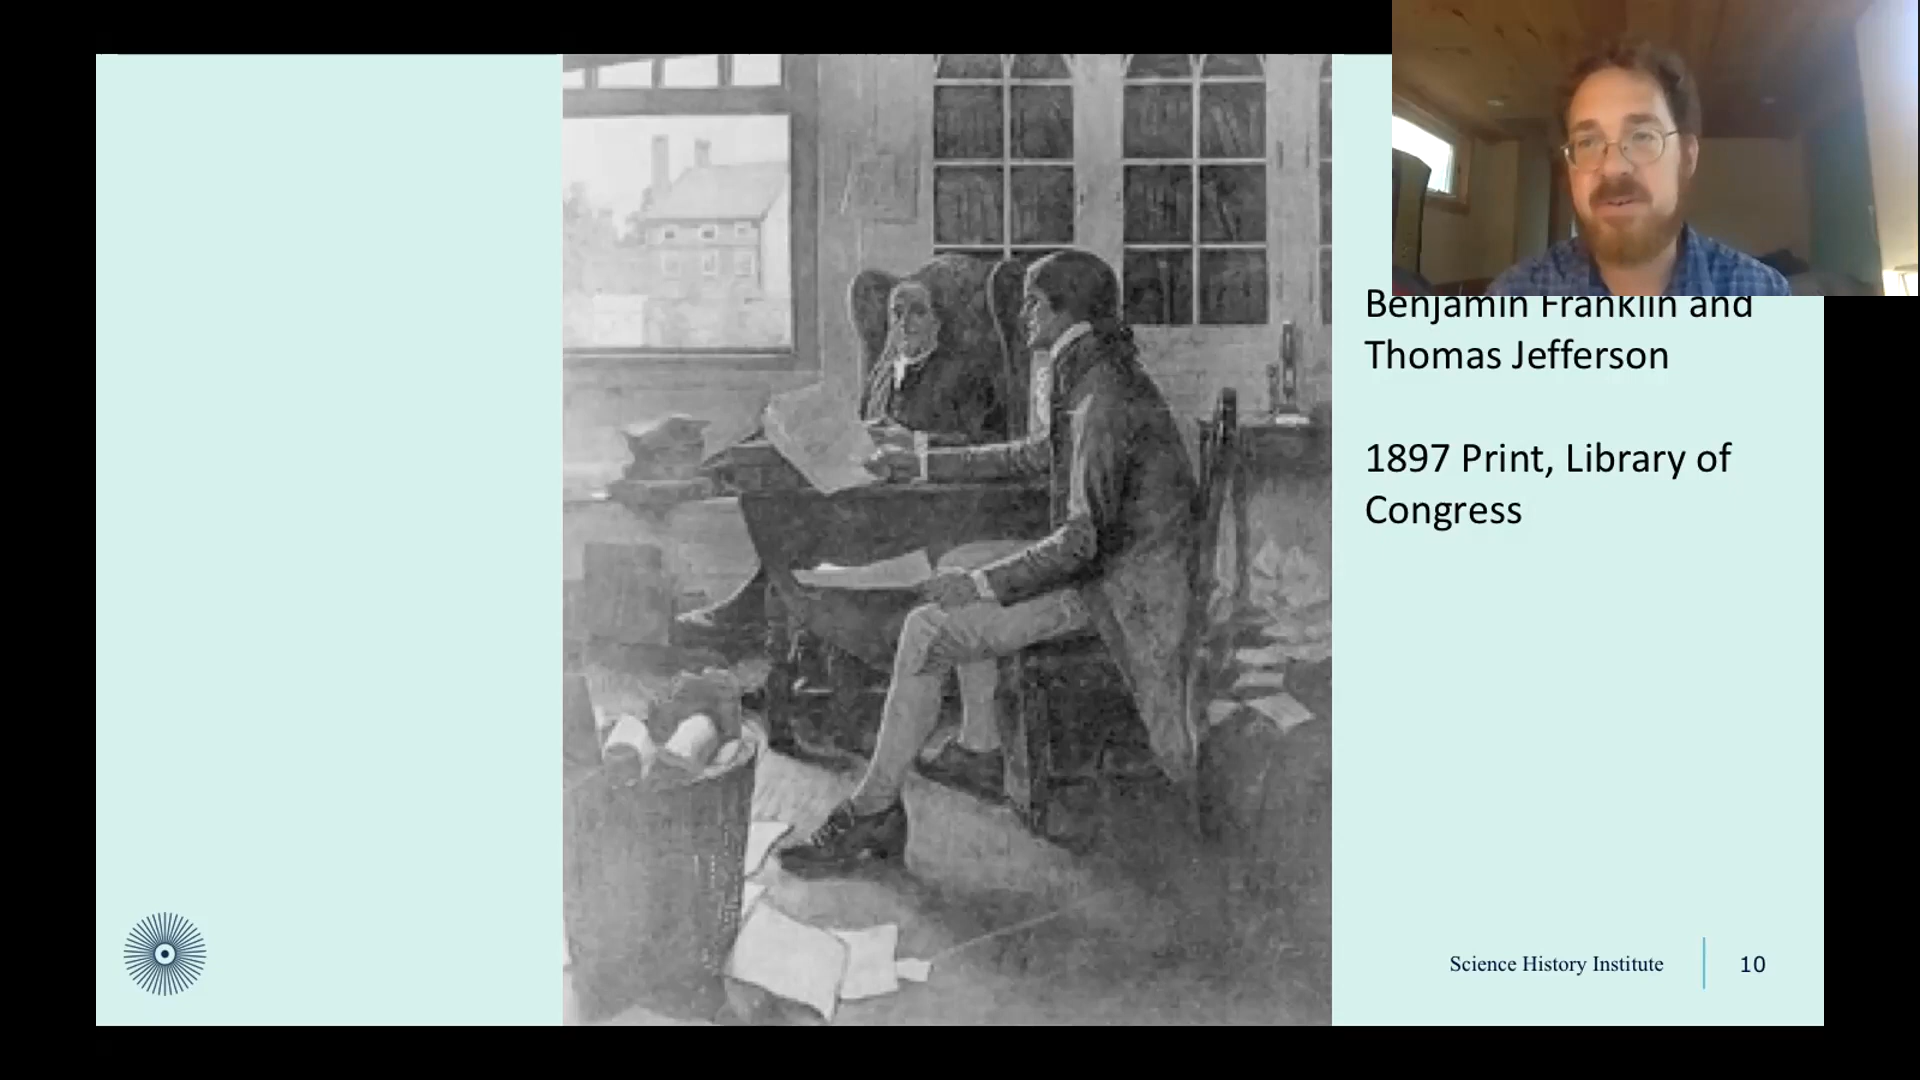 Benjamin Franklin and
Thomas Jefferson
1897 Print, Library of
Congress
Science History Institute
10